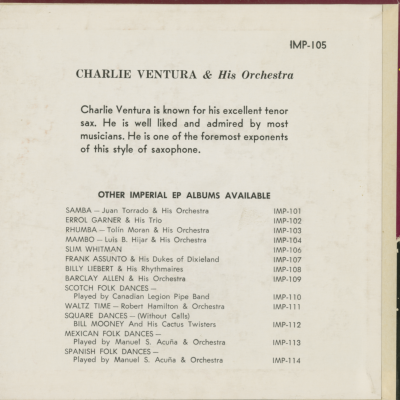 IMP-105
CHARLIE VENTURA & His Orchestra
Charlie Ventura is known for his excellent tenor
sax. He is well liked and admired by most
musicians. He is one of the foremost exponents
of this style of saxophone.
OTHER IMPERIAL EP ALBUMS AVAILABLE
SAMBA — Juan Torrado & His Orchestra IMP-101
ERROL GARNER & His Trio IMP-102
RHUMBA — Tolin Moran & His Orchestra IMP-103
MAMBO — Luis B. Hijar & His Orchestra IMP-104
SLIM WHITMAN IMP-106
FRANK ASSUNTO & His Dukes of Dixieland IMP-107
BILLY LIEBERT & His Rhythmaires IMP-108
BARCLAY ALLEN & His Orchestra IMP-109
SCOTCH FOLK DANCES —
Played by Canadian Legion Pipe Band IMP-110
WALTZ TIME — Robert Hamilton & Orchestra IMP-111
SQUARE DANCES — (Without Calls)
BILL MOONEY And His Cactus Twisters IMP-112
MEXICAN FOLK DANCES —
Played by Manuel S. Acuña & Orchestra IMP-113
SPANISH FOLK DANCES —
Played by Manuel S. Acuña & Orchestra IMP-114